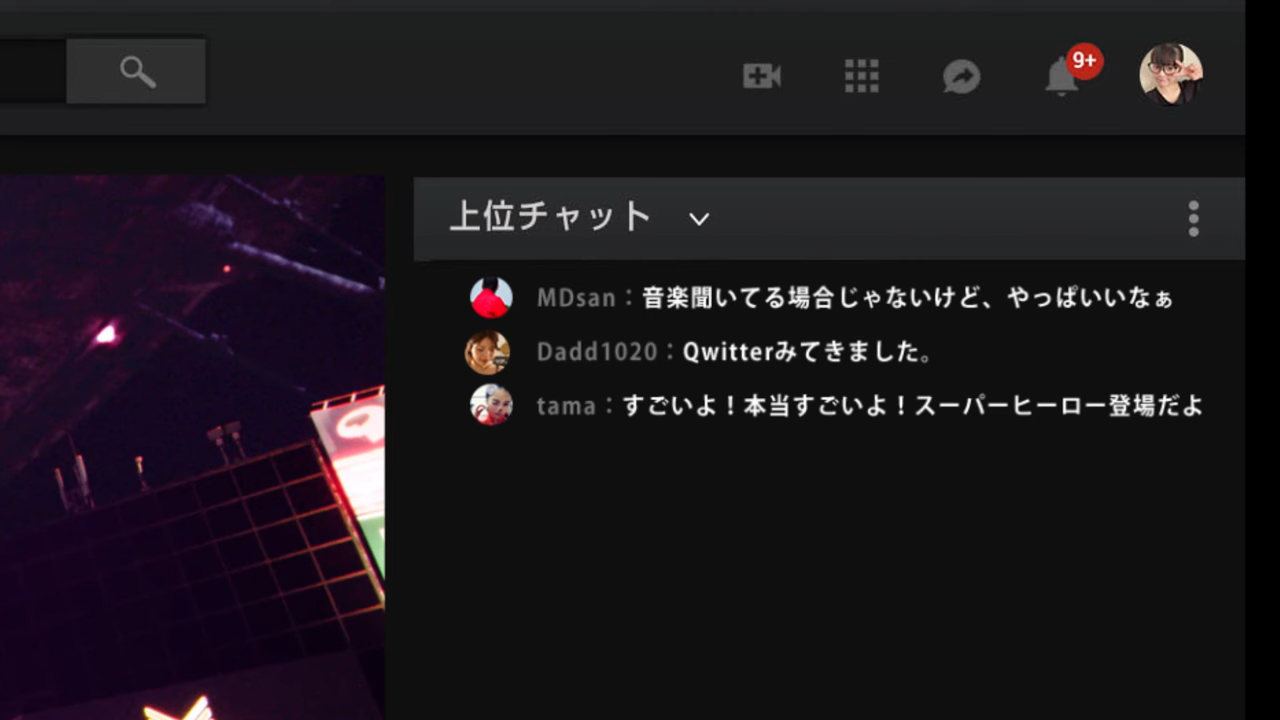 9+
上位チャット
MDsan：音楽聞いてる場合じゃないけど、やっぱいいなぁ
Dadd1020：Qwitterみてきました。
tama：すごいよ！本当すごいよ！スーパーヒーロー登場だよ